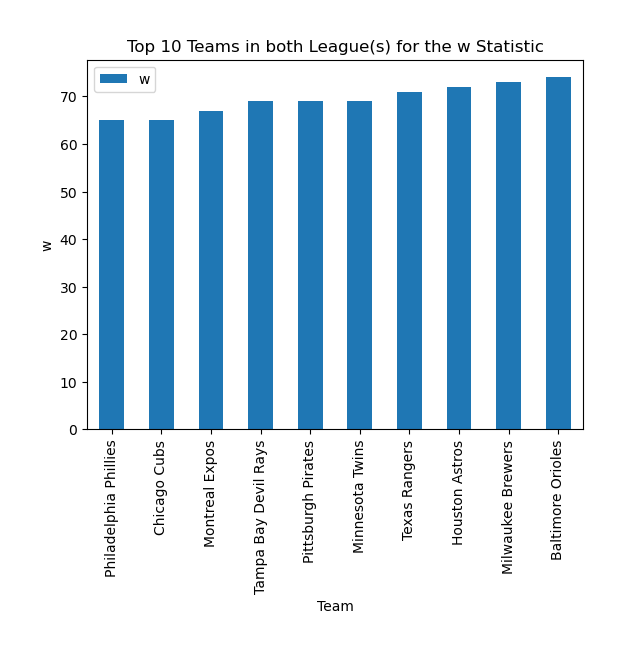 Top 10 Teams in both League(s) for the w Statistic
w
70
60
50
40
30
20
10
0
w
Philadelphia Phillies
Chicago Cubs
Montreal Expos
Tampa Bay Devil Rays
Pittsburgh Pirates
Minnesota Twins
Texas Rangers
Houston Astros
Milwaukee Brewers
Baltimore Orioles
Team